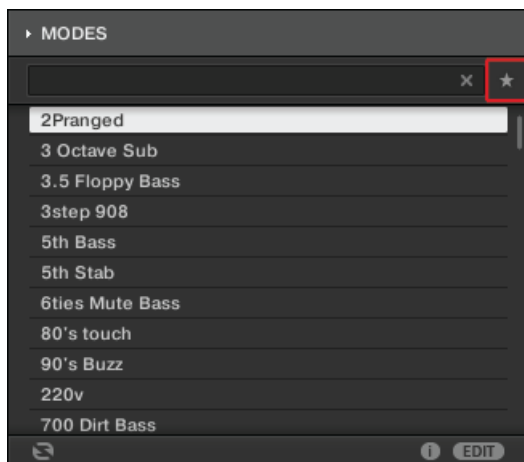 MODES
2Pranged
3 Octave Sub
3.5 Floppy Bass
3step 908
5th Bass
5th Stab
6ties Mute Bass
80's touch
90's Buzz
220v
700 Dirt Bass
i EDIT